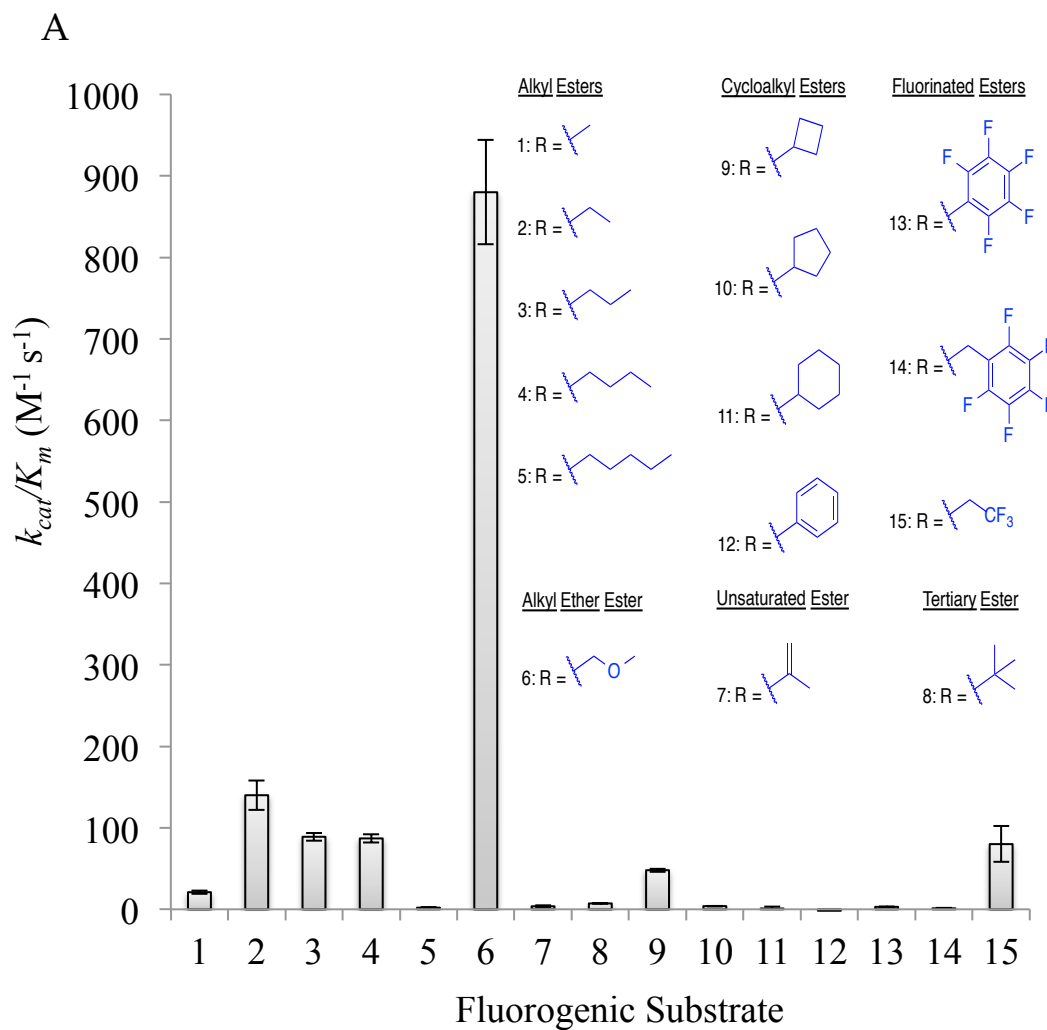 A
k_cat/K_m (M⁻¹ s⁻¹)
1000
900
800
700
600
500
400
300
200
100
0
1 2 3 4 5 6 7 8 9 10 11 12 13 14 15
Fluorogenic Substrate
Alkyl Esters
1: R =
2: R =
3: R =
4: R =
5: R =
Alkyl Ether Ester
6: R =
O
Unsaturated Ester
7: R =
Tertiary Ester
8: R =
Cycloalkyl Esters
9: R =
10: R =
11: R =
12: R =
Fluorinated Esters
13: R =
F
F
F
F
F
14: R =
F
F
F
F
F
15: R =
CF₃